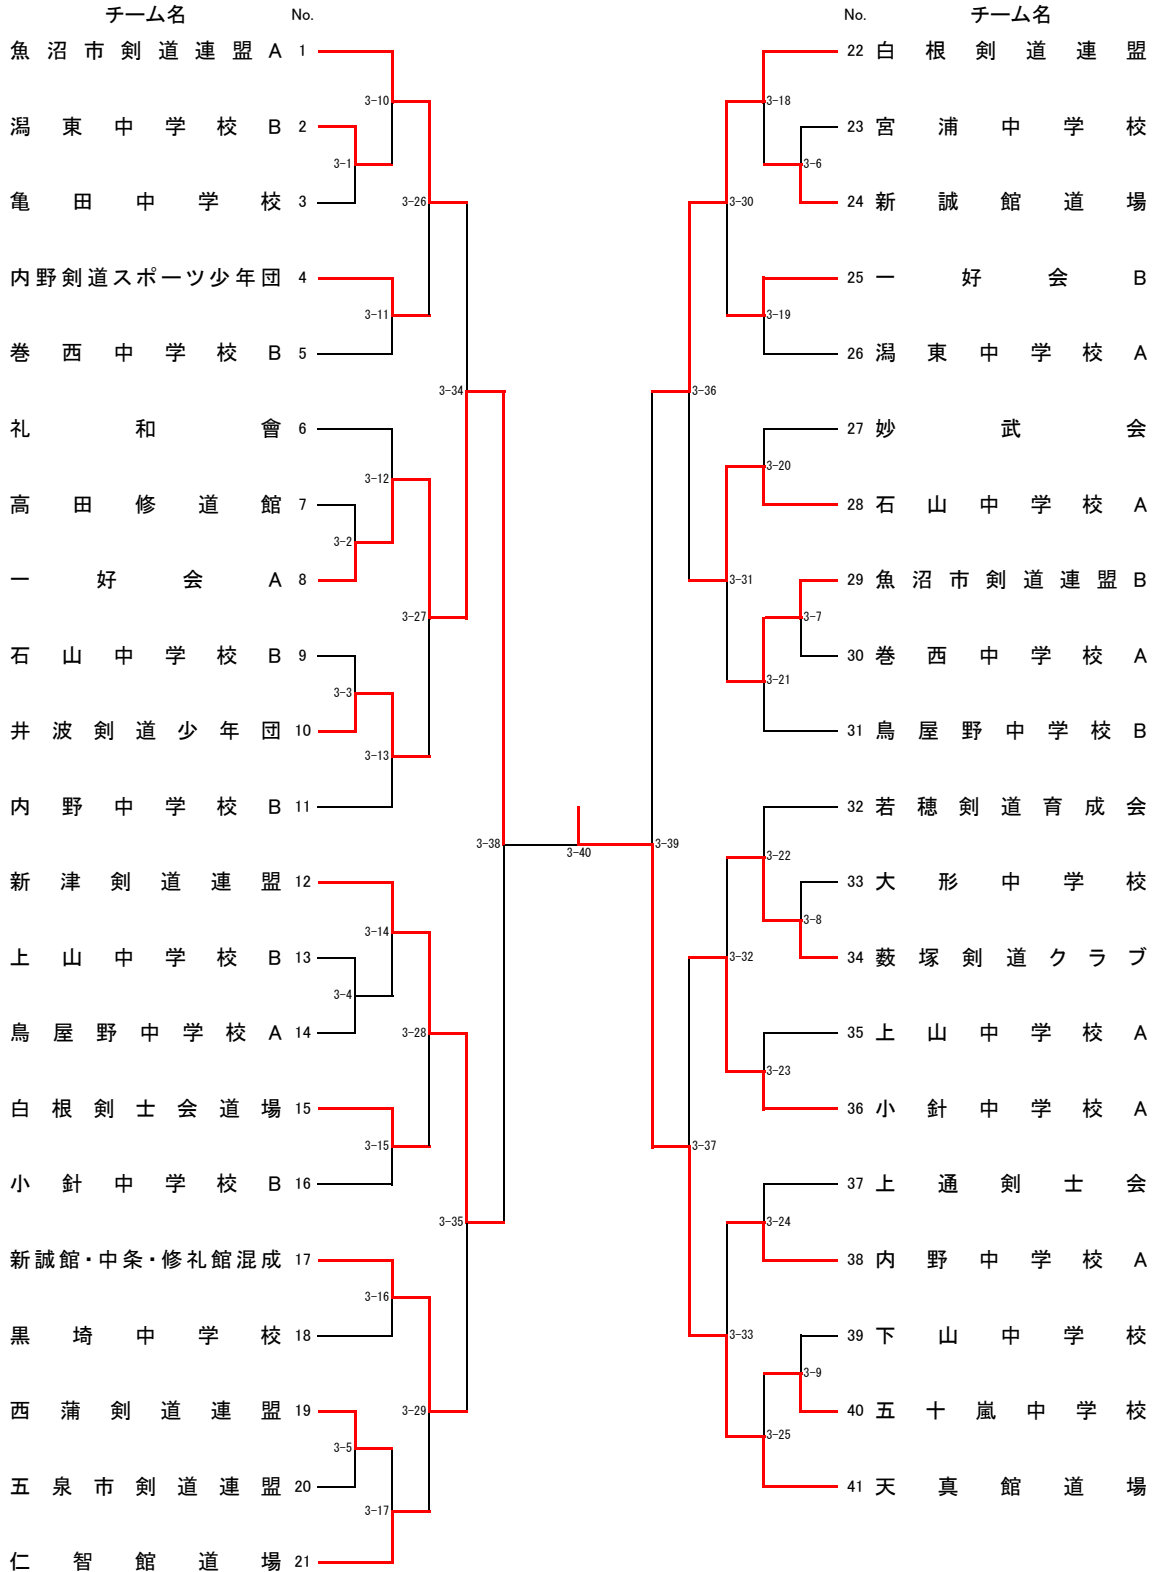 チーム名 No.
魚沼市剣道連盟A 1
潟東中学校B 2
亀田中学校 3
内野剣道スポーツ少年団 4
巻西中学校B 5
礼和會 6
高田修道館 7
一好会A 8
石山中学校B 9
井波剣道少年団 10
内野中学校B 11
新津剣道連盟 12
上山中学校B 13
鳥屋野中学校A 14
白根剣士会道場 15
小針中学校B 16
新誠館・中条・修礼館混成 17
黒埼中学校 18
西蒲剣道連盟 19
五泉市剣道連盟 20
仁智館道場 21
3-10
3-1
3-26
3-11
3-34
3-12
3-2
3-27
3-3
3-13
3-38
3-14
3-4
3-28
3-15
3-35
3-16
3-29
3-5
3-17
3-40
No. チーム名
22 白根剣道連盟
23 宮浦中学校
24 新誠館道場
25 一好会B
26 潟東中学校A
27 妙武会
28 石山中学校A
29 魚沼市剣道連盟B
30 巻西中学校A
31 鳥屋野中学校B
32 若穂剣道育成会
33 大形中学校
34 薮塚剣道クラブ
35 上山中学校A
36 小針中学校A
37 上通剣士会
38 内野中学校A
39 下山中学校
40 五十嵐中学校
41 天真館道場
3-18
3-6
3-30
3-19
3-36
3-20
3-31
3-7
3-21
3-39
3-22
3-8
3-32
3-23
3-37
3-24
3-33
3-9
3-25